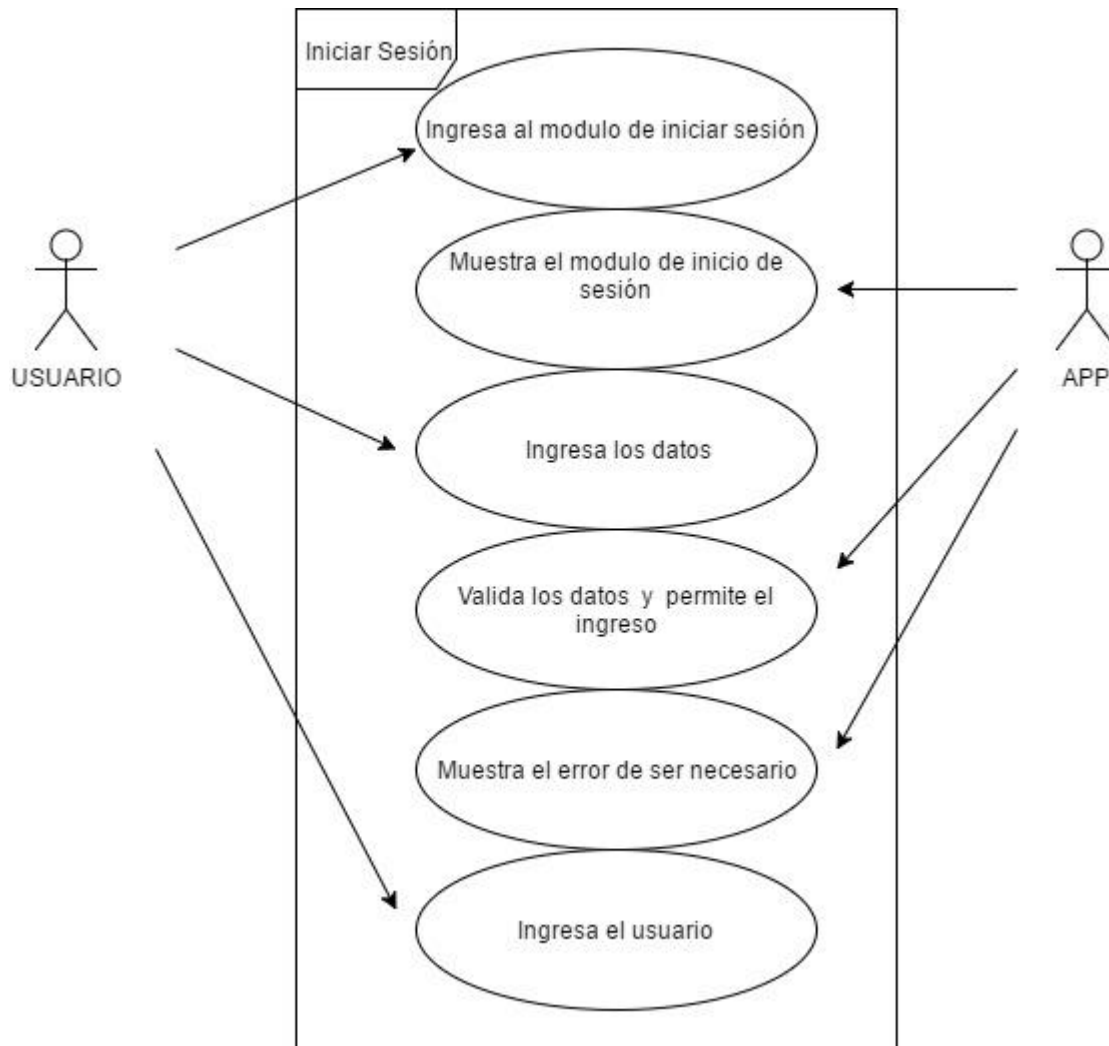 Iniciar Sesión
Ingresa al modulo de iniciar sesión
Muestra el modulo de inicio de
sesión
USUARIO
APP
Ingresa los datos
Valida los datos y permite el
ingreso
Muestra el error de ser necesario
Ingresa el usuario